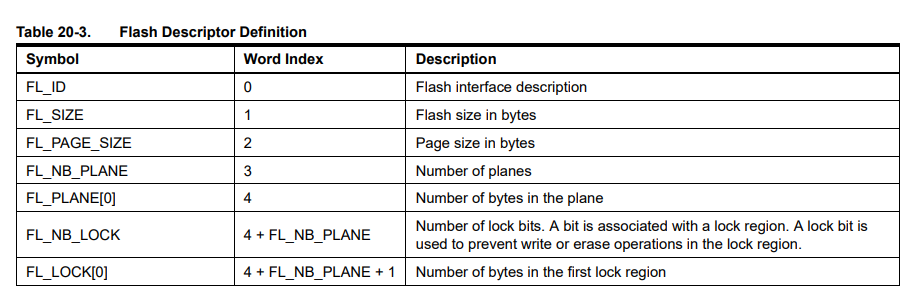 Table 20-3. Flash Descriptor Definition
Symbol Word Index Description
FL_ID 0 Flash interface description
FL_SIZE 1 Flash size in bytes
FL_PAGE_SIZE 2 Page size in bytes
FL_NB_PLANE 3 Number of planes
FL_PLANE[0] 4 Number of bytes in the plane
FL_NB_LOCK 4 + FL_NB_PLANE Number of lock bits. A bit is associated with a lock region. A lock bit is
used to prevent write or erase operations in the lock region.
FL_LOCK[0] 4 + FL_NB_PLANE + 1 Number of bytes in the first lock region